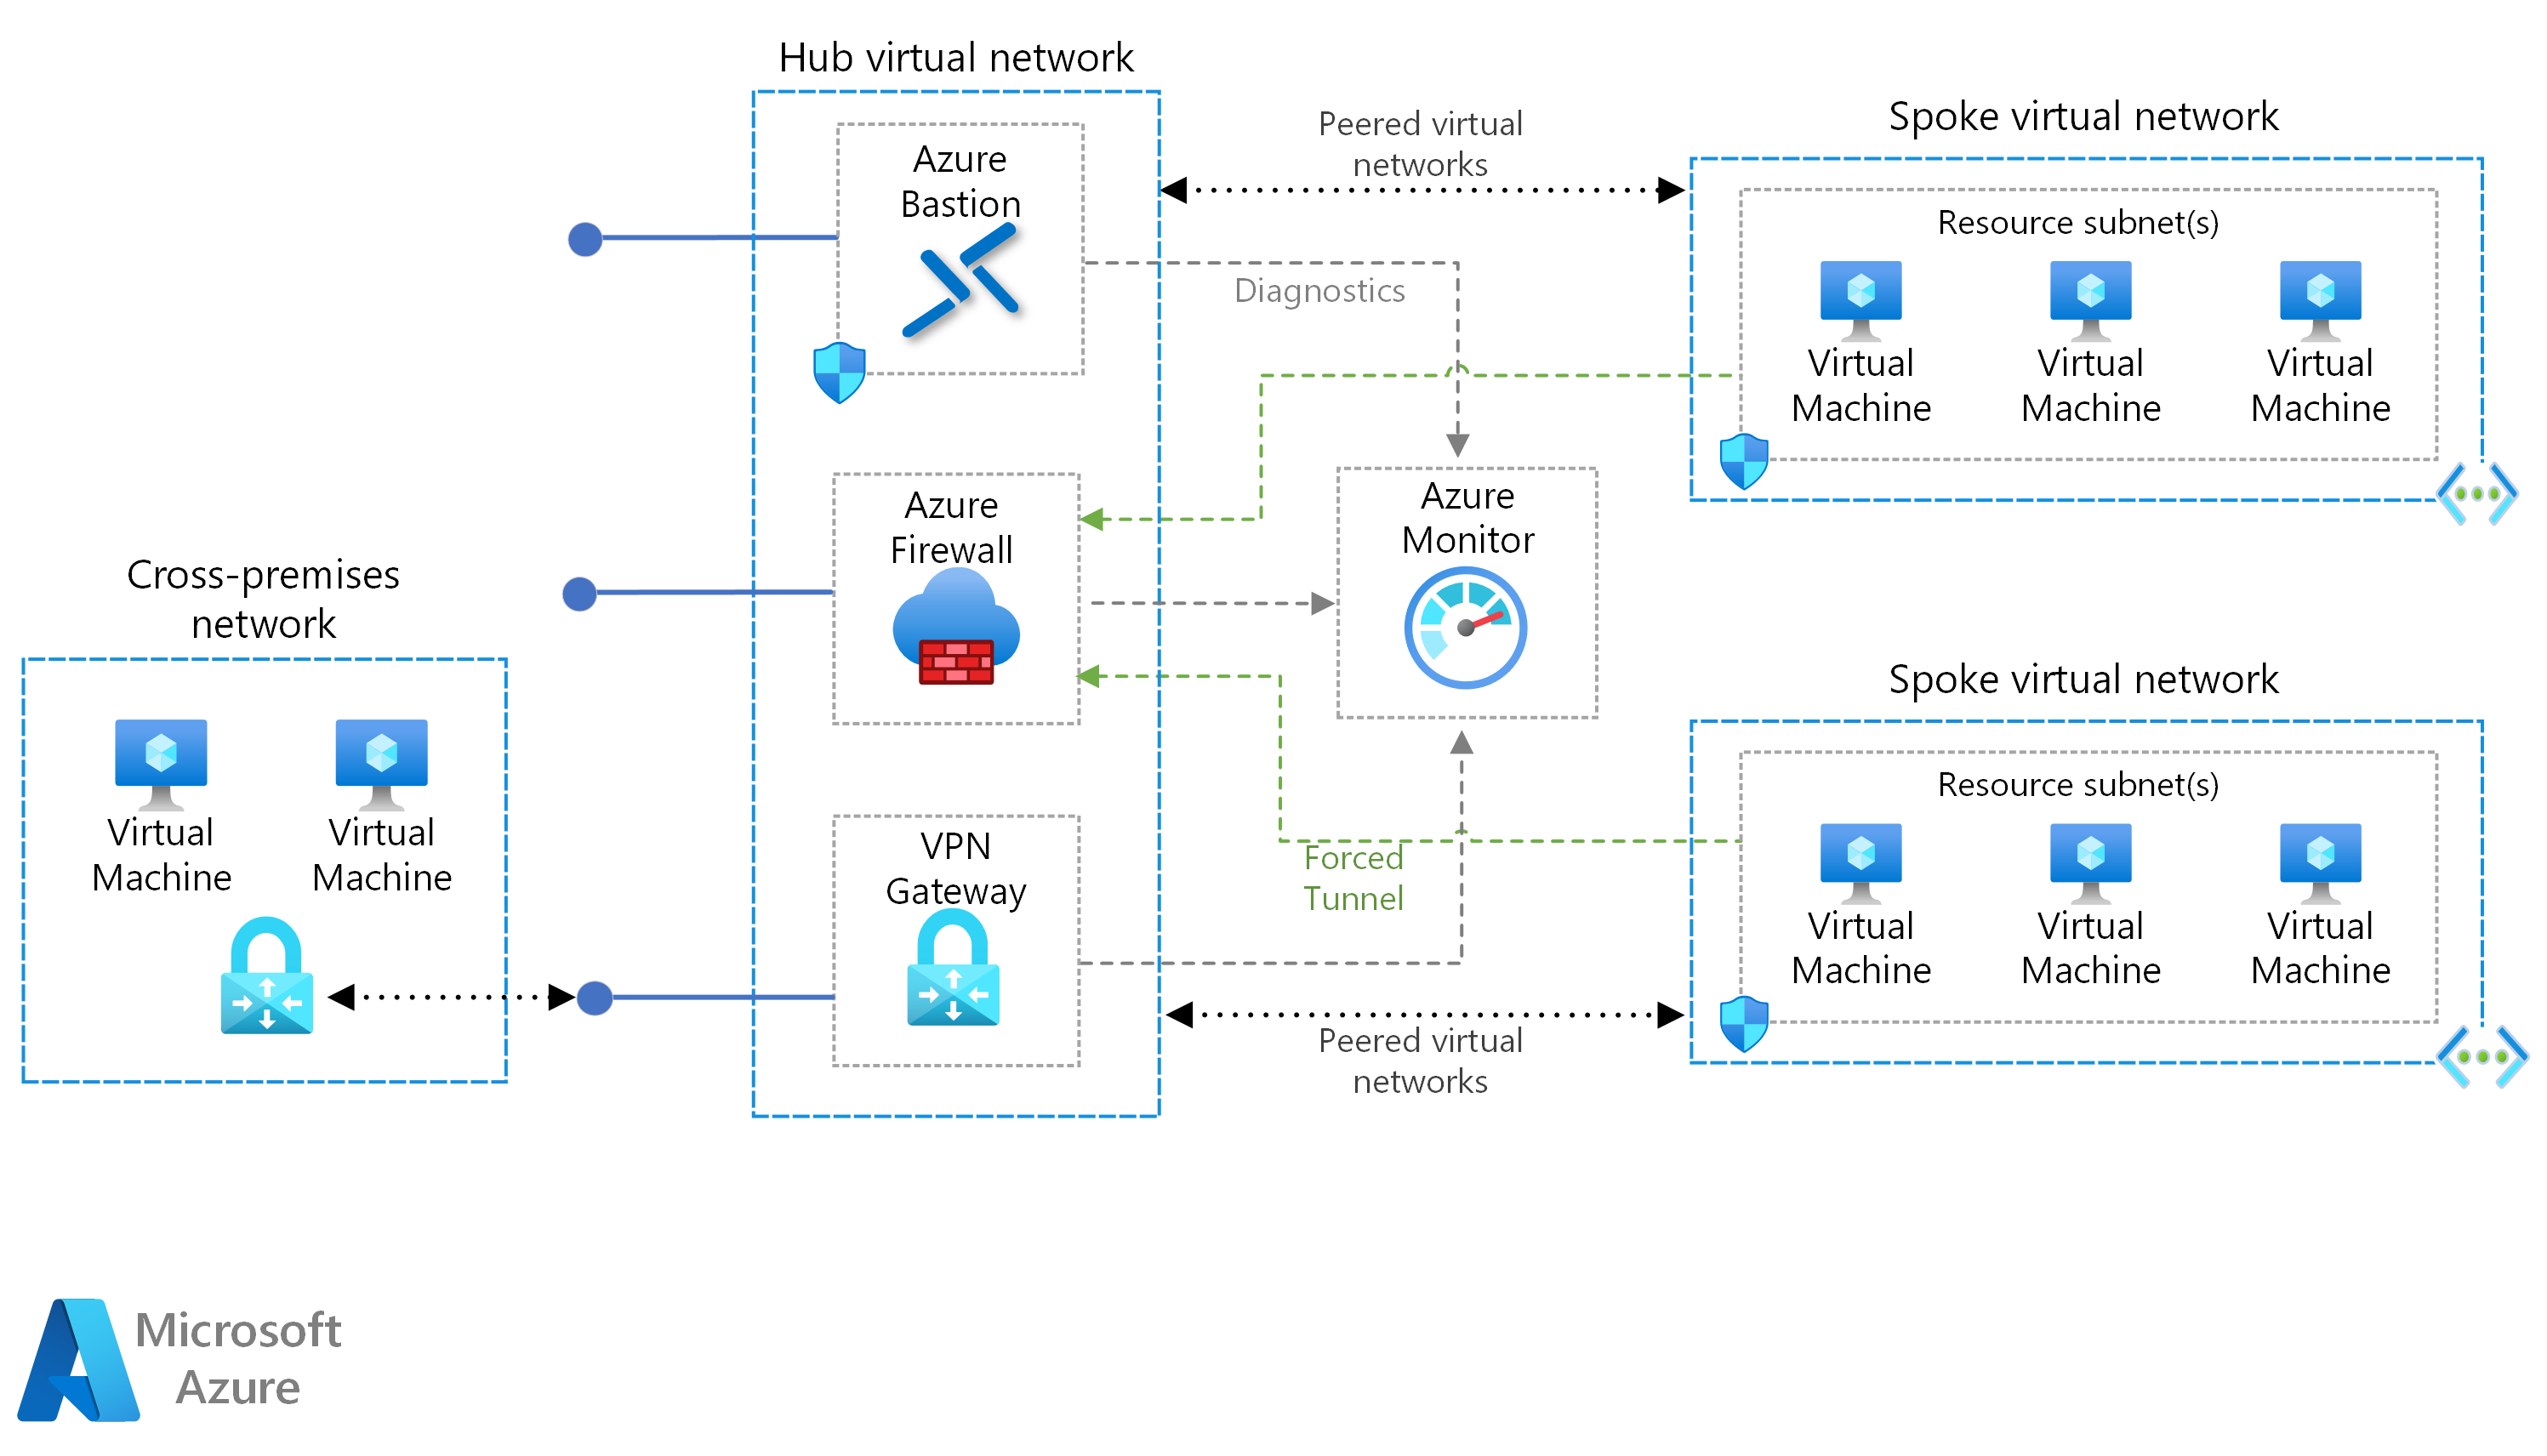 Hub virtual network
Azure
Bastion
Azure
Firewall
VPN
Gateway
Cross-premises
network
Virtual
Machine
Virtual
Machine
Peered virtual
networks
Diagnostics
Azure
Monitor
Forced
Tunnel
Peered virtual
networks
Spoke virtual network
Resource subnet(s)
Virtual
Machine
Virtual
Machine
Virtual
Machine
Spoke virtual network
Resource subnet(s)
Virtual
Machine
Virtual
Machine
Virtual
Machine
Microsoft
Azure